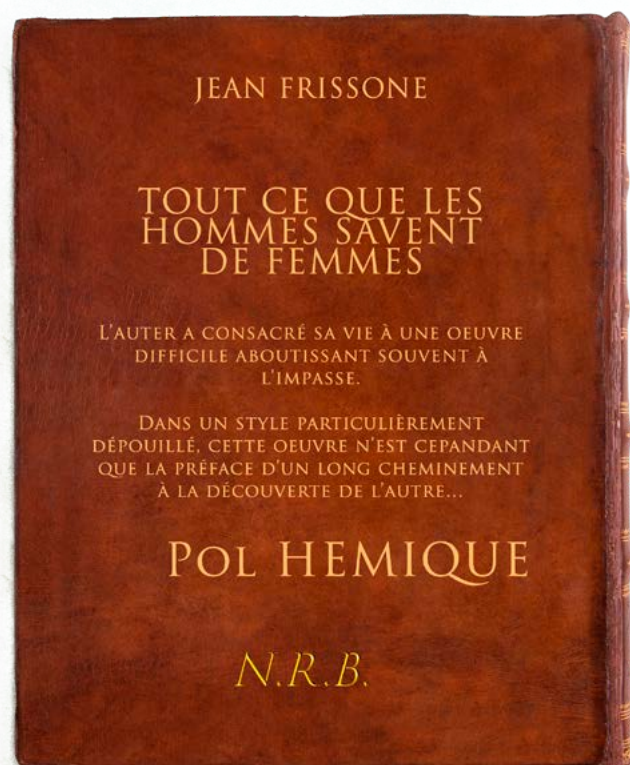 JEAN FRISSONE
TOUT CE QUE LES
HOMMES SAVENT
DE FEMMES
L'AUTER A CONSACRÉ SA VIE À UNE OEUVRE
DIFFICILE ABOUTISSANT SOUVENT À
L'IMPASSE.
DANS UN STYLE PARTICULIÈREMENT
DÉPOUILLÉ, CETTE OEUVRE N'EST CEPANDANT
QUE LA PRÉFACE D'UN LONG CHEMINEMENT
À LA DÉCOUVERTE DE L'AUTRE...
POL HEMIQUE
N.R.B.